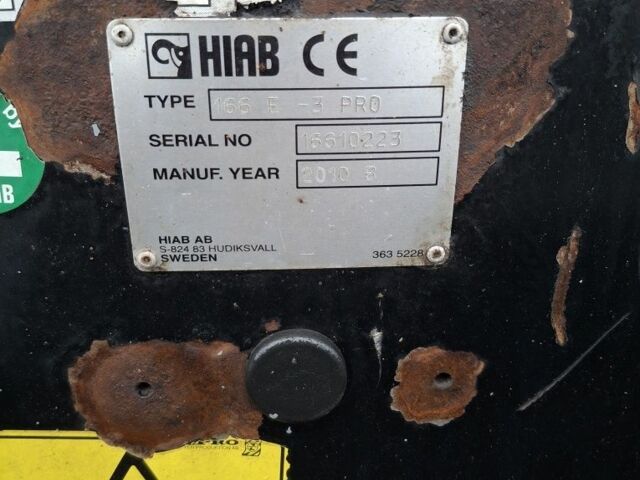 HIAB CE
TYPE 166 E -3 PRO
SERIAL NO 16610223
MANUF. YEAR 2010 8
HIAB AB
S-824 83 HUDIKSVALL
SWEDEN
363 5228
by